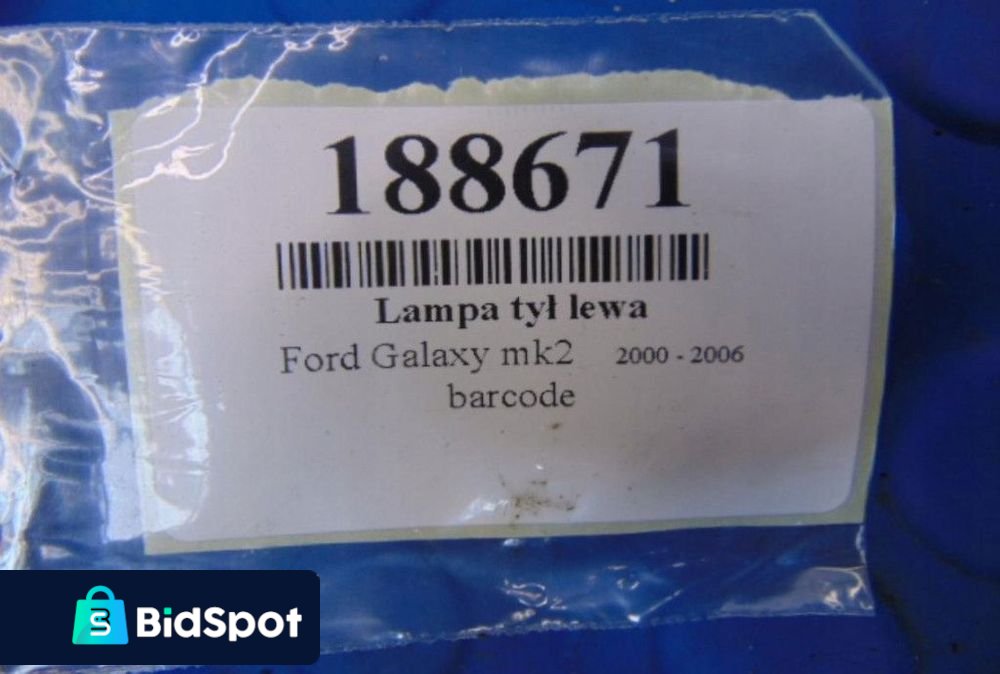 188671
Lampa tył lewa
Ford Galaxy mk2 2000 - 2006
barcode
BidSpot